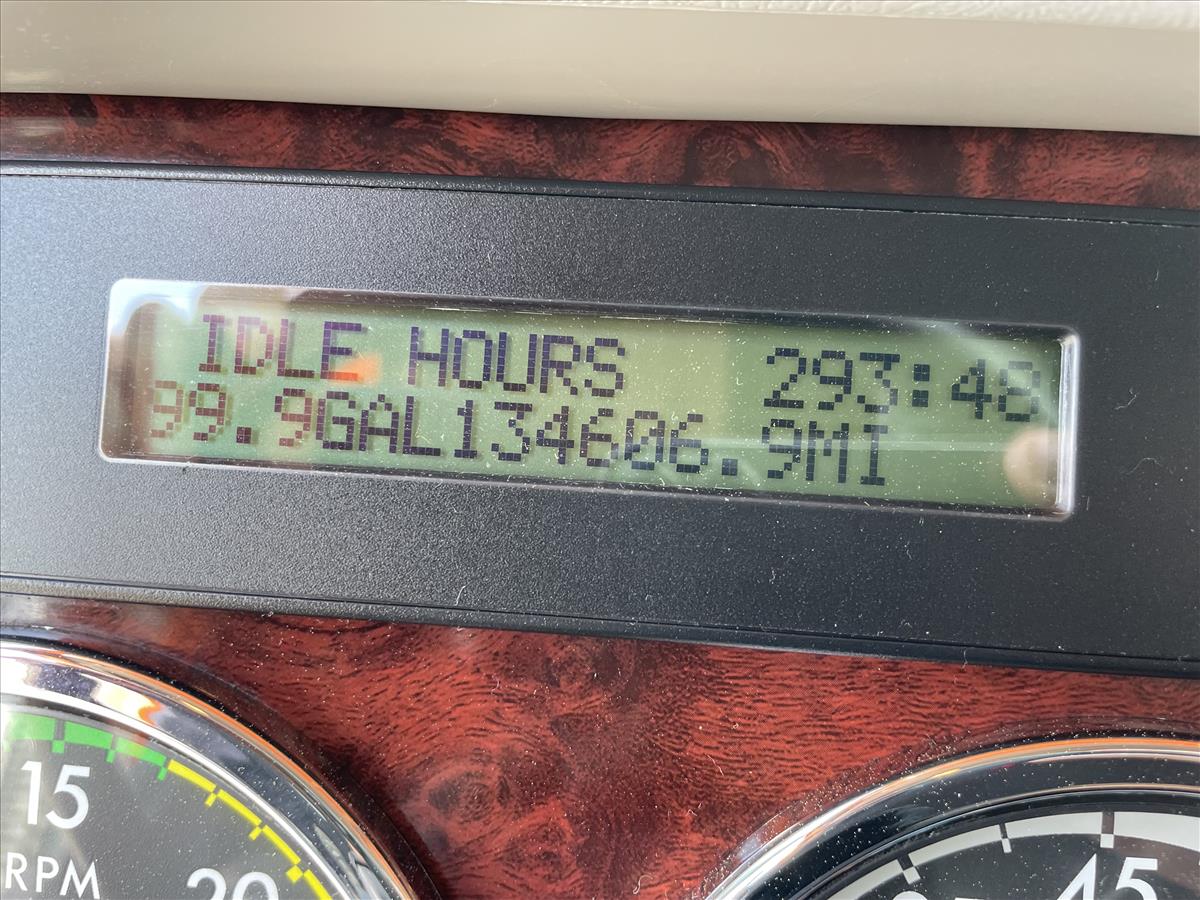 IDLE HOURS 293:48
99.9GAL134606.9MI
15
RPM
20
45